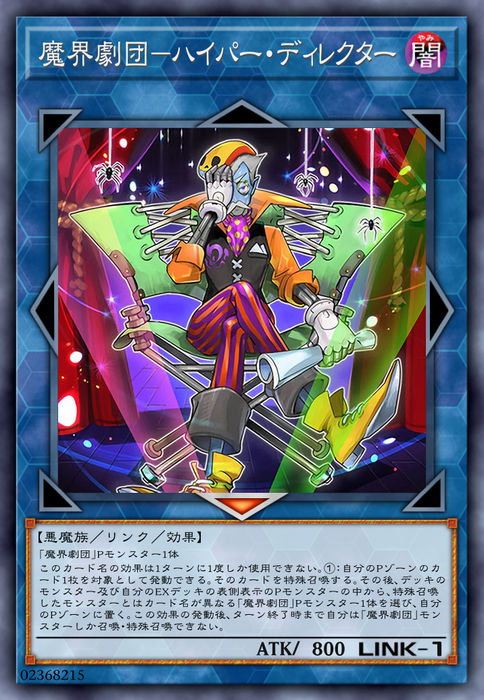 魔界劇団－ハイパー・ディレクター
やみ
闇
【悪魔族／リンク／効果】
「魔界劇団」Pモンスター1体
このカード名の効果は1ターンに1度しか使用できない。①：自分のPゾーンのカ
ード1枚を対象として発動できる。そのカードを特殊召喚する。その後、デッキの
モンスター及び自分のEXデッキの表側表示のPモンスターの中から、特殊召喚
したモンスターとはカード名が異なる「魔界劇団」Pモンスター1体を選び、自分
のPゾーンに置く。この効果の発動後、ターン終了時まで自分は「魔界劇団」モン
スターしか召喚・特殊召喚できない。
ATK/ 800 LINK-1
02368215